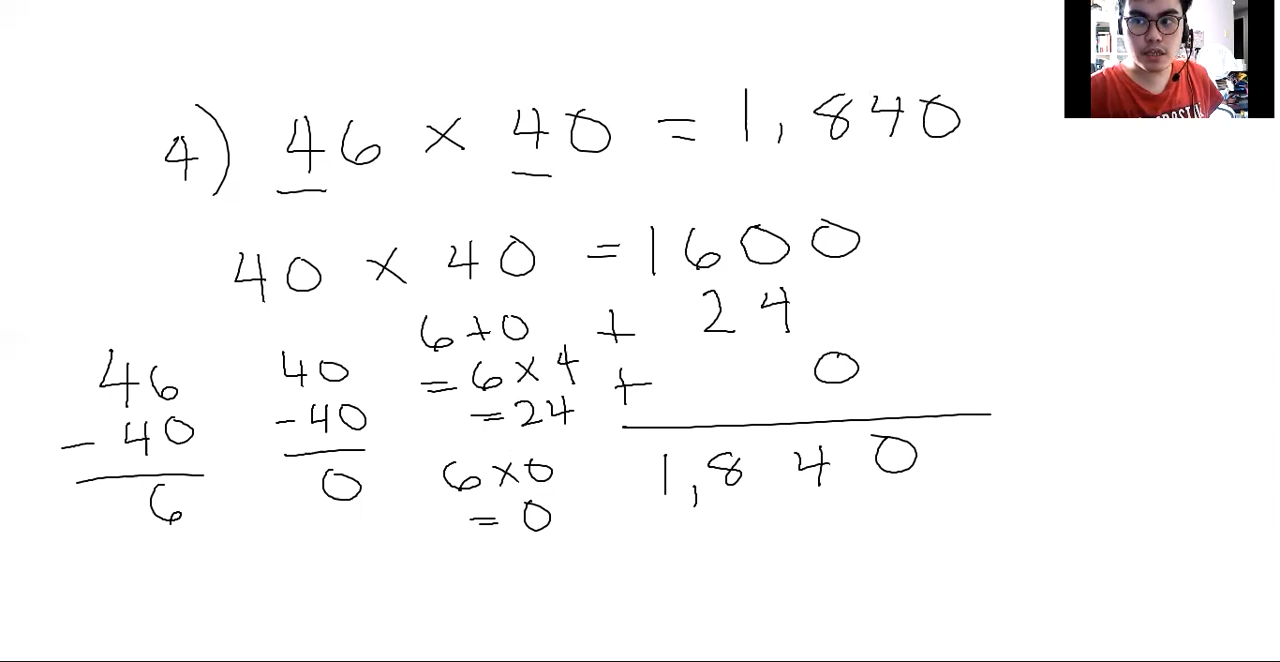 4) 46 × 40 = 1,840
40 × 40 = 1600
6+0 + 24
46 40 = 6×4 + 0
- 40 - 40 = 24
6 0 6×0 1,840
= 0